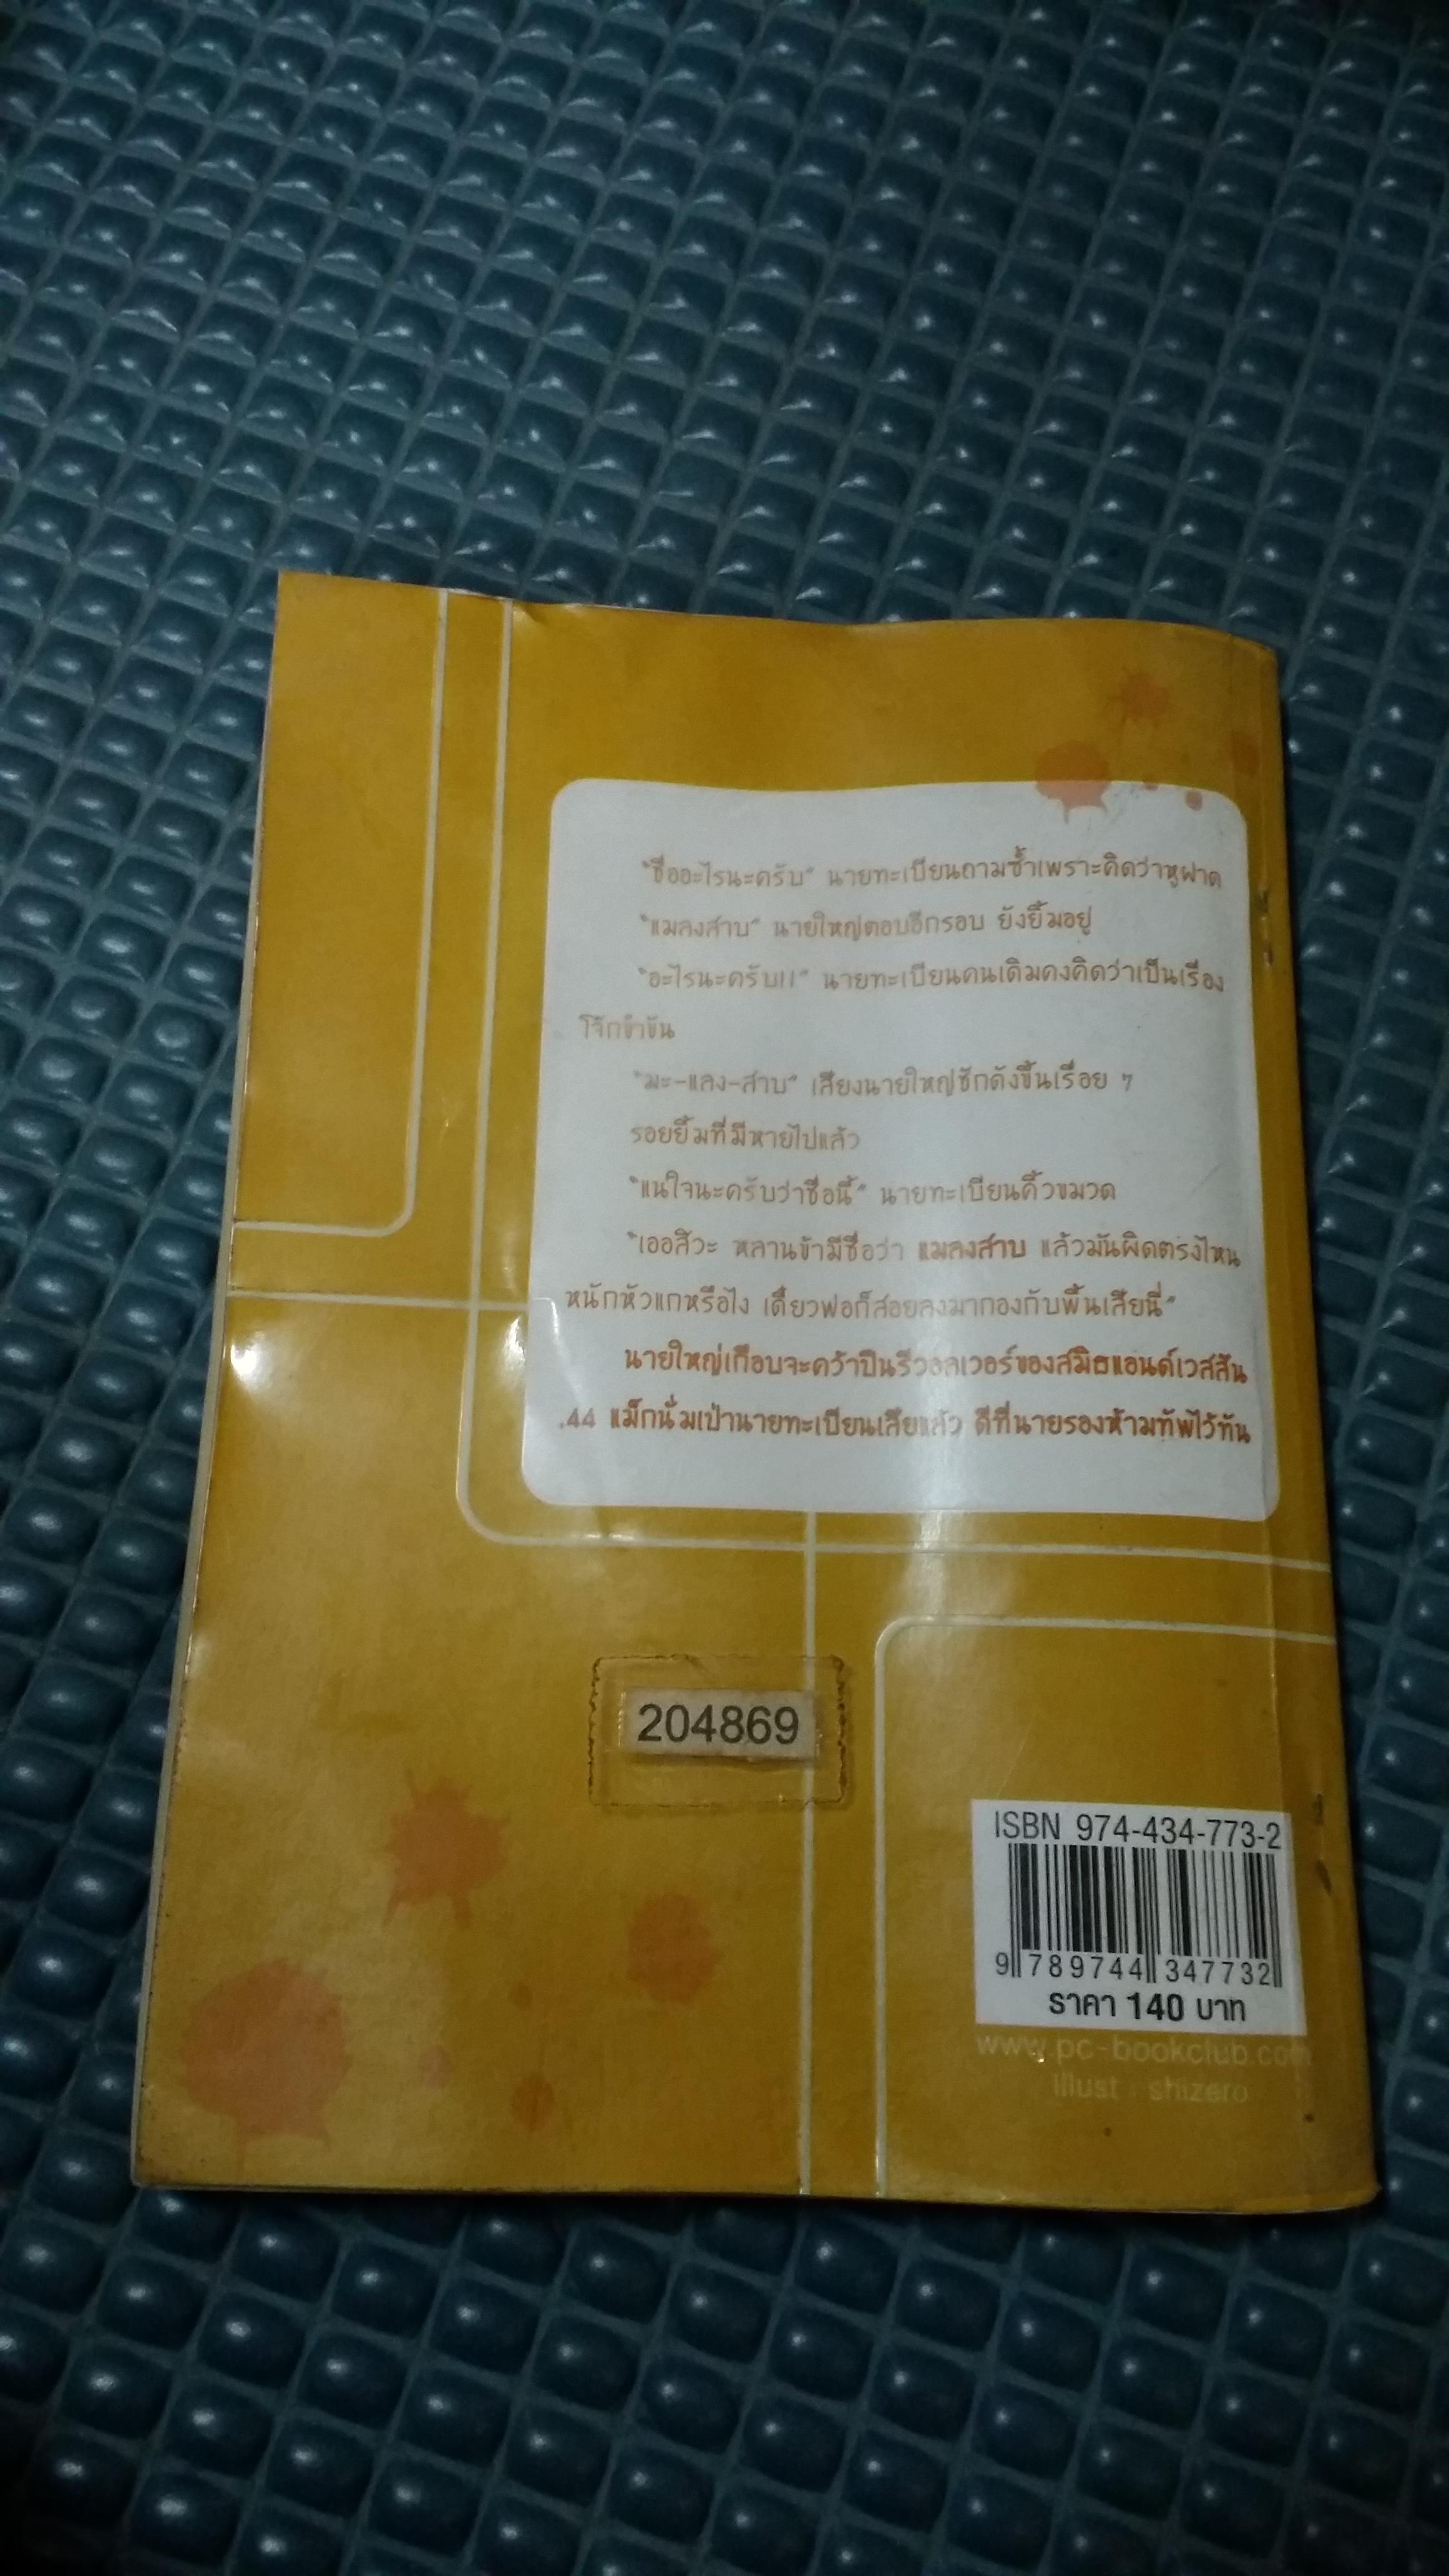 "ชื่ออะไรนะครับ" นายทะเบียนถามซ้ำเพราะคิดว่าหูฝาด
"แมลงสาบ" นายใหญ่ตอบอีกรอบ ยังยิ้มอยู่
"อะไรนะครับ!!" นายทะเบียนคนเดิมคงคิดว่าเป็นเรื่อง
โจ๊กขำขัน
"มะ-แลง-สาบ" เสียงนายใหญ่ชักดังขึ้นเรื่อย ๆ
รอยยิ้มที่มีหายไปแล้ว
"แน่ใจนะครับว่าชื่อนี้" นายทะเบียนคิ้วขมวด
"เออสิวะ หลานข้ามีชื่อว่า แมลงสาบ แล้วมันผิดตรงไหน
หนักหัวแกหรือไง เดี๋ยวพ่อก็สอยลงมากองกับพื้นเสียนี่"
นายใหญ่เกือบจะคว้าปืนรีวอลเวอร์ของสมิธแอนด์เวสสัน
.44 แม็กนั่มเป่านายทะเบียนเสียแล้ว ดีที่นายรองห้ามทัพไว้ทัน
204869
ISBN 974-434-773-2
9 789744 347732
ราคา 140 บาท
www.pc-bookclub.com
Illust : shizero